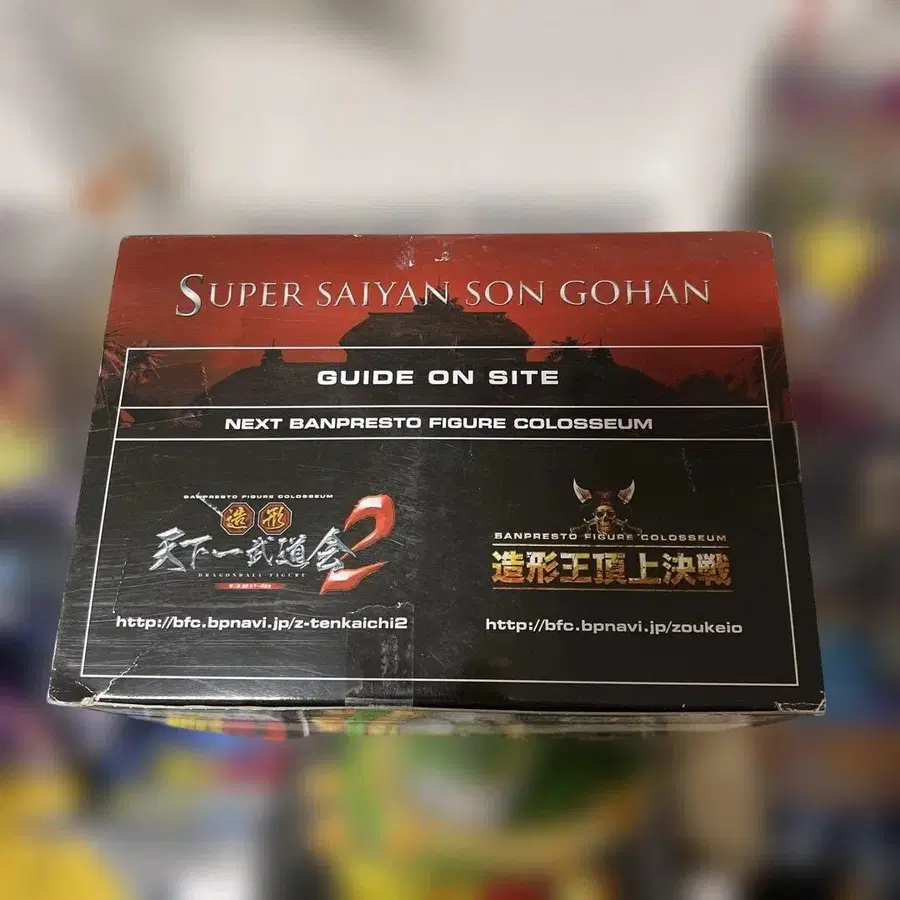 SUPER SAIYAN SON GOHAN
GUIDE ON SITE
NEXT BANPRESTO FIGURE COLOSSEUM
BANPRESTO FIGURE COLOSSEUM
造形
天下一武道会2
DRAGONBALL FIGURE
http://bfc.bpnavi.jp/z-tenkaichi2
BANPRESTO FIGURE COLOSSEUM
造形王頂上決戦
http://bfc.bpnavi.jp/zoukeio